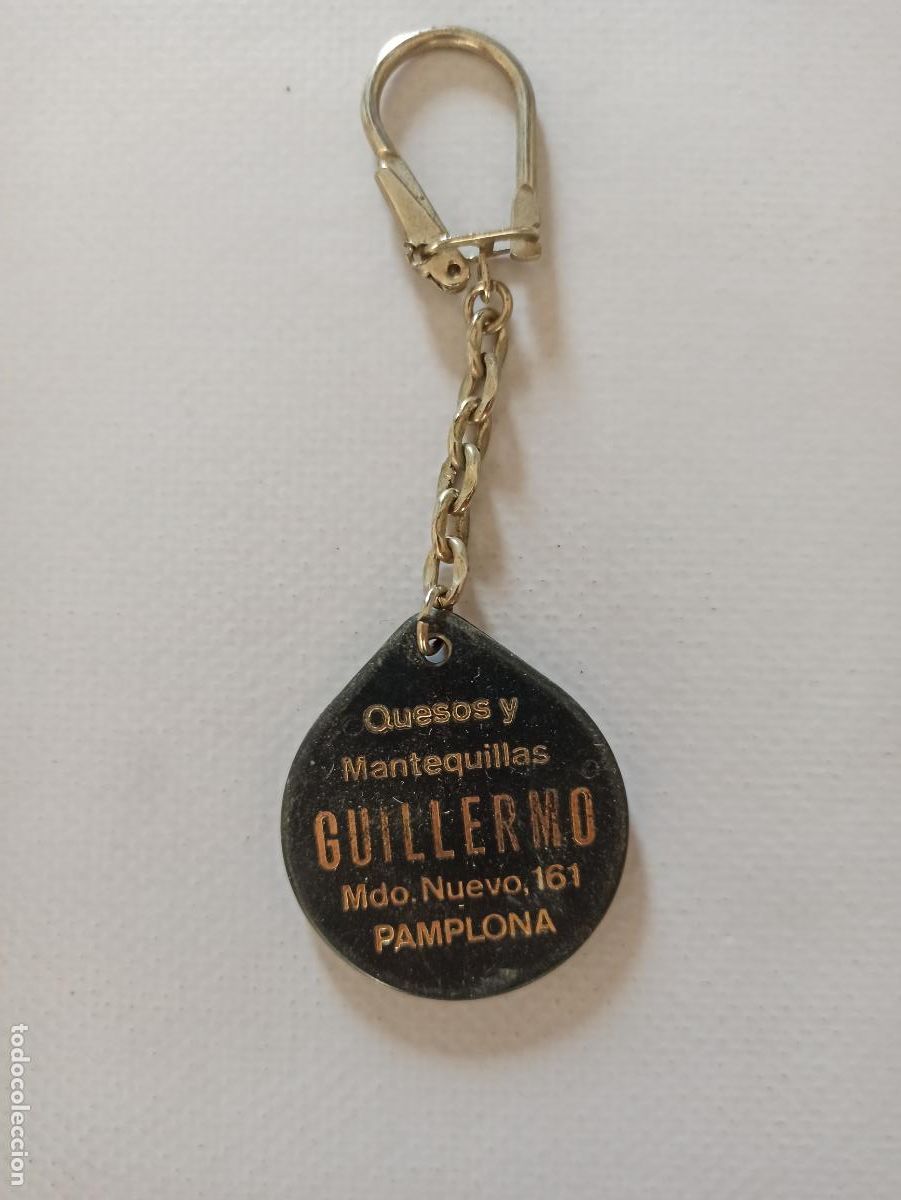 Quesos y
Mantequillas
GUILLERMO
Mdo. Nuevo, 161
PAMPLONA
todocoleccion